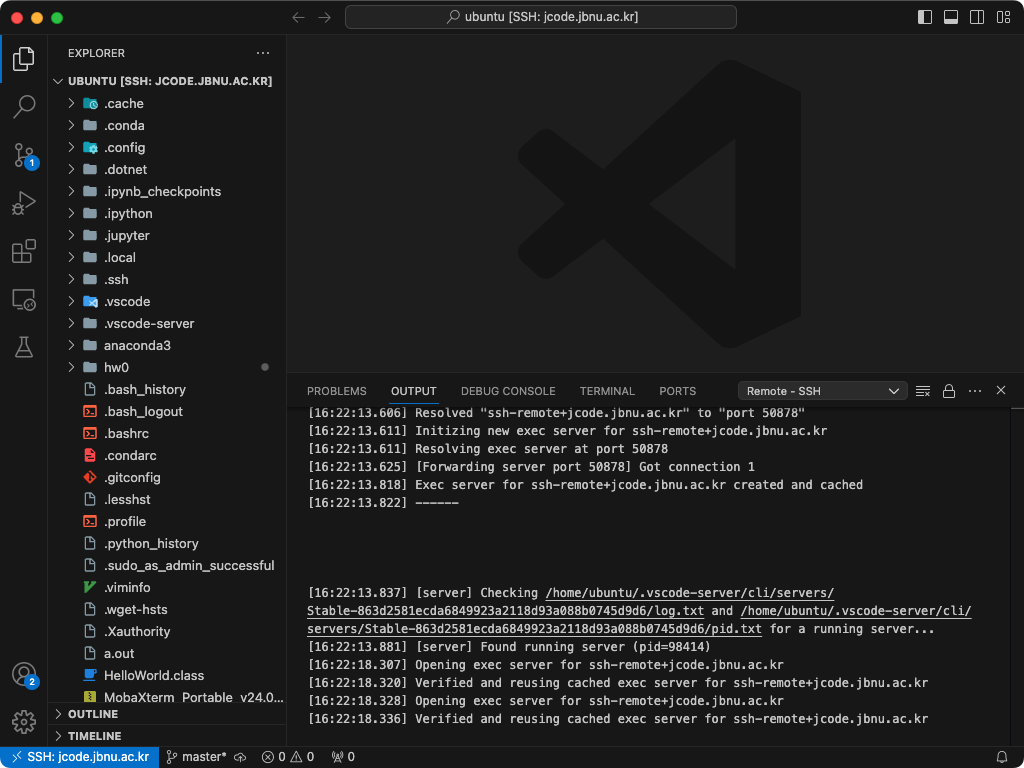 ubuntu [SSH: jcode.jbnu.ac.kr]
EXPLORER
UBUNTU [SSH: JCODE.JBNU.AC.KR]
.cache
.conda
.config
.dotnet
.ipynb_checkpoints
.ipython
.jupyter
.local
.ssh
.vscode
.vscode-server
anaconda3
hw0
.bash_history
.bash_logout
.bashrc
.condarc
.gitconfig
.lesshst
.profile
.python_history
.sudo_as_admin_successful
.viminfo
.wget-hsts
.Xauthority
a.out
HelloWorld.class
MobaXterm_Portable_v24.0...
OUTLINE
TIMELINE
1
2
PROBLEMS OUTPUT DEBUG CONSOLE TERMINAL PORTS Remote - SSH
[16:22:13.606] Resolved "ssh-remote+jcode.jbnu.ac.kr" to "port 50878"
[16:22:13.611] Initizing new exec server for ssh-remote+jcode.jbnu.ac.kr
[16:22:13.611] Resolving exec server at port 50878
[16:22:13.625] [Forwarding server port 50878] Got connection 1
[16:22:13.818] Exec server for ssh-remote+jcode.jbnu.ac.kr created and cached
[16:22:13.822] ------
[16:22:13.837] [server] Checking /home/ubuntu/.vscode-server/cli/servers/
Stable-863d2581ecda6849923a2118d93a088b0745d9d6/log.txt and /home/ubuntu/.vscode-server/cli/
servers/Stable-863d2581ecda6849923a2118d93a088b0745d9d6/pid.txt for a running server...
[16:22:13.881] [server] Found running server (pid=98414)
[16:22:18.307] Opening exec server for ssh-remote+jcode.jbnu.ac.kr
[16:22:18.320] Verified and reusing cached exec server for ssh-remote+jcode.jbnu.ac.kr
[16:22:18.328] Opening exec server for ssh-remote+jcode.jbnu.ac.kr
[16:22:18.336] Verified and reusing cached exec server for ssh-remote+jcode.jbnu.ac.kr
SSH: jcode.jbnu.ac.kr master* 0 0 0